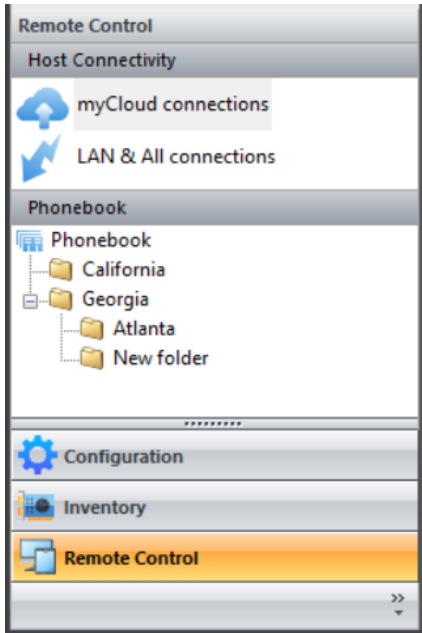 Remote Control
Host Connectivity
myCloud connections
LAN & All connections
Phonebook
Phonebook
California
Georgia
Atlanta
New folder
Configuration
Inventory
Remote Control